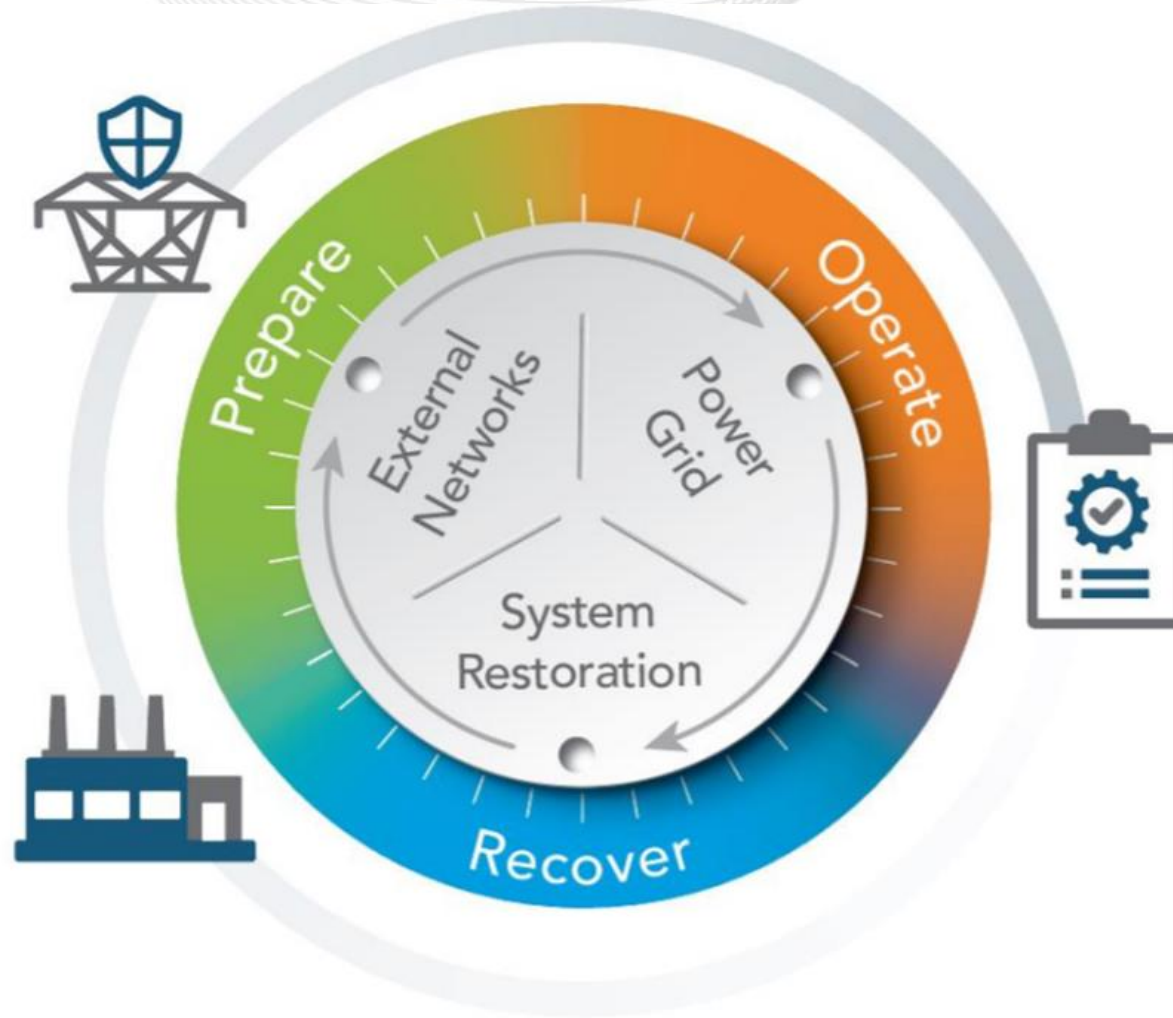 Prepare
Operate
External
Networks
Power
Grid
System
Restoration
Recover